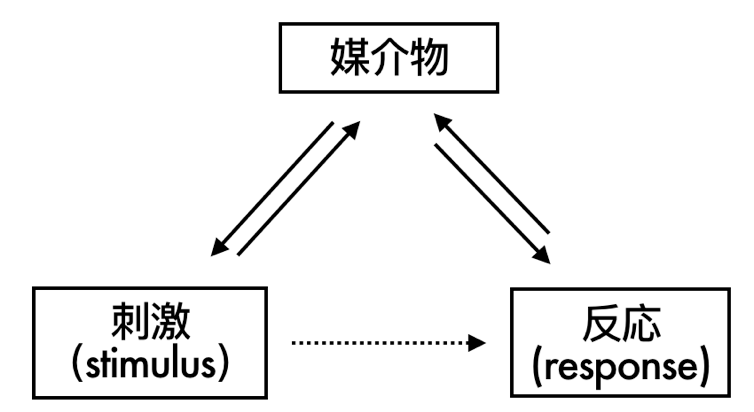 媒介物
刺激
(stimulus)
反応
(response)